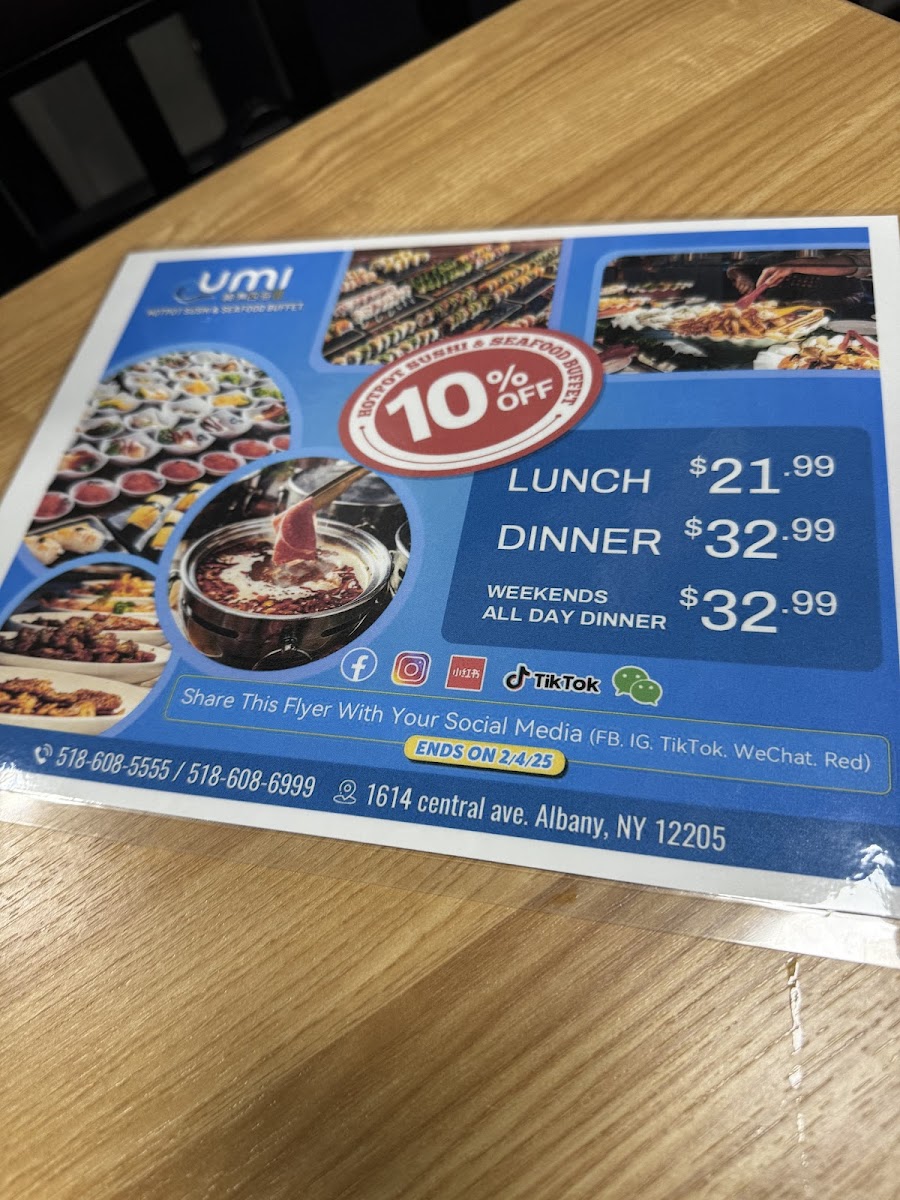 umi
HOTPOT SUSHI & SEAFOOD BUFFET
HOTPOT SUSHI & SEAFOOD BUFFET
10% OFF
LUNCH $21.99
DINNER $32.99
WEEKENDS
ALL DAY DINNER $32.99
小红书
TikTok
Share This Flyer With Your Social Media (FB. IG. TikTok. WeChat. Red)
ENDS ON 2/4/25
518-608-5555 / 518-608-6999 1614 central ave. Albany, NY 12205